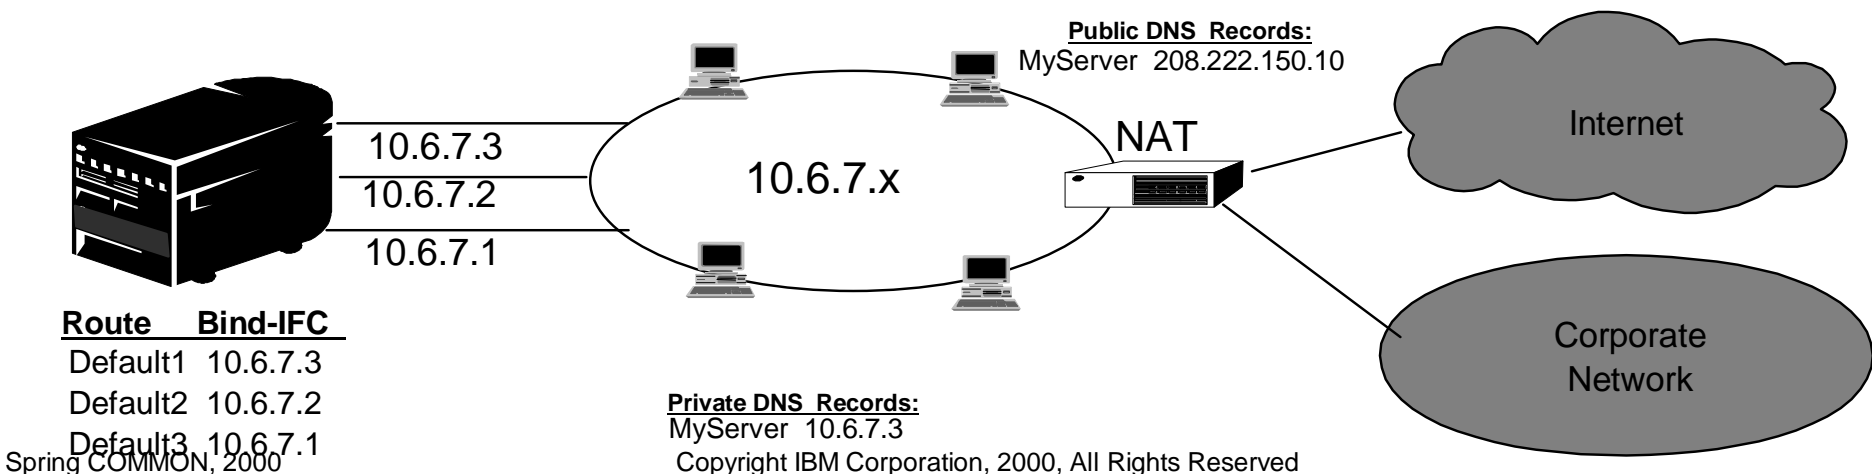 Public DNS Records:
MyServer 208.222.150.10
Internet
NAT
10.6.7.3
10.6.7.2
10.6.7.1
10.6.7.x
Corporate
Network
Route Bind-IFC
Default1 10.6.7.3
Default2 10.6.7.2
Default3 10.6.7.1
Private DNS Records:
MyServer 10.6.7.3
Spring COMMON, 2000
Copyright IBM Corporation, 2000, All Rights Reserved